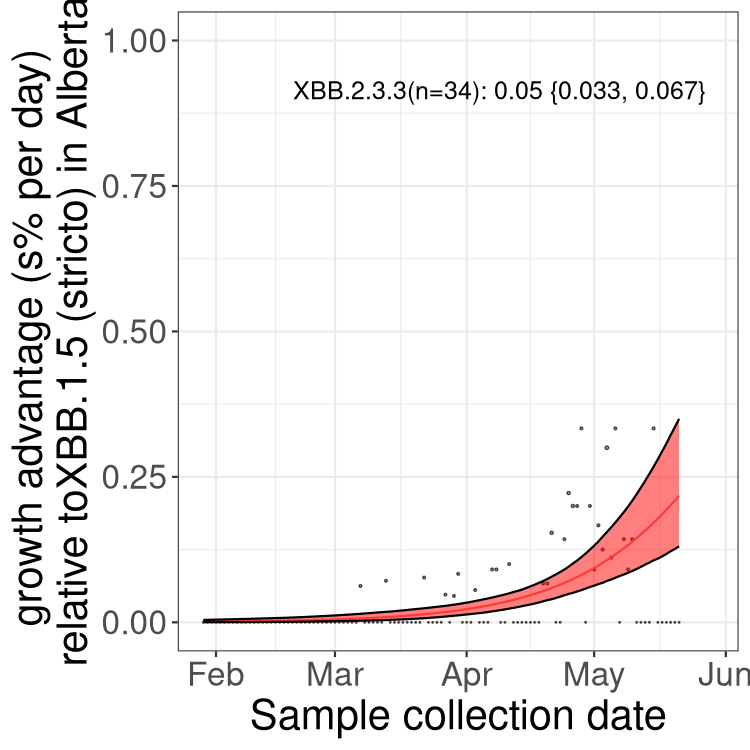 growth advantage (s% per day)
relative toXBB.1.5 (stricto) in Alberta
1.00
0.75
0.50
0.25
0.00
XBB.2.3.3(n=34): 0.05 {0.033, 0.067}
Feb Mar Apr May Jun
Sample collection date